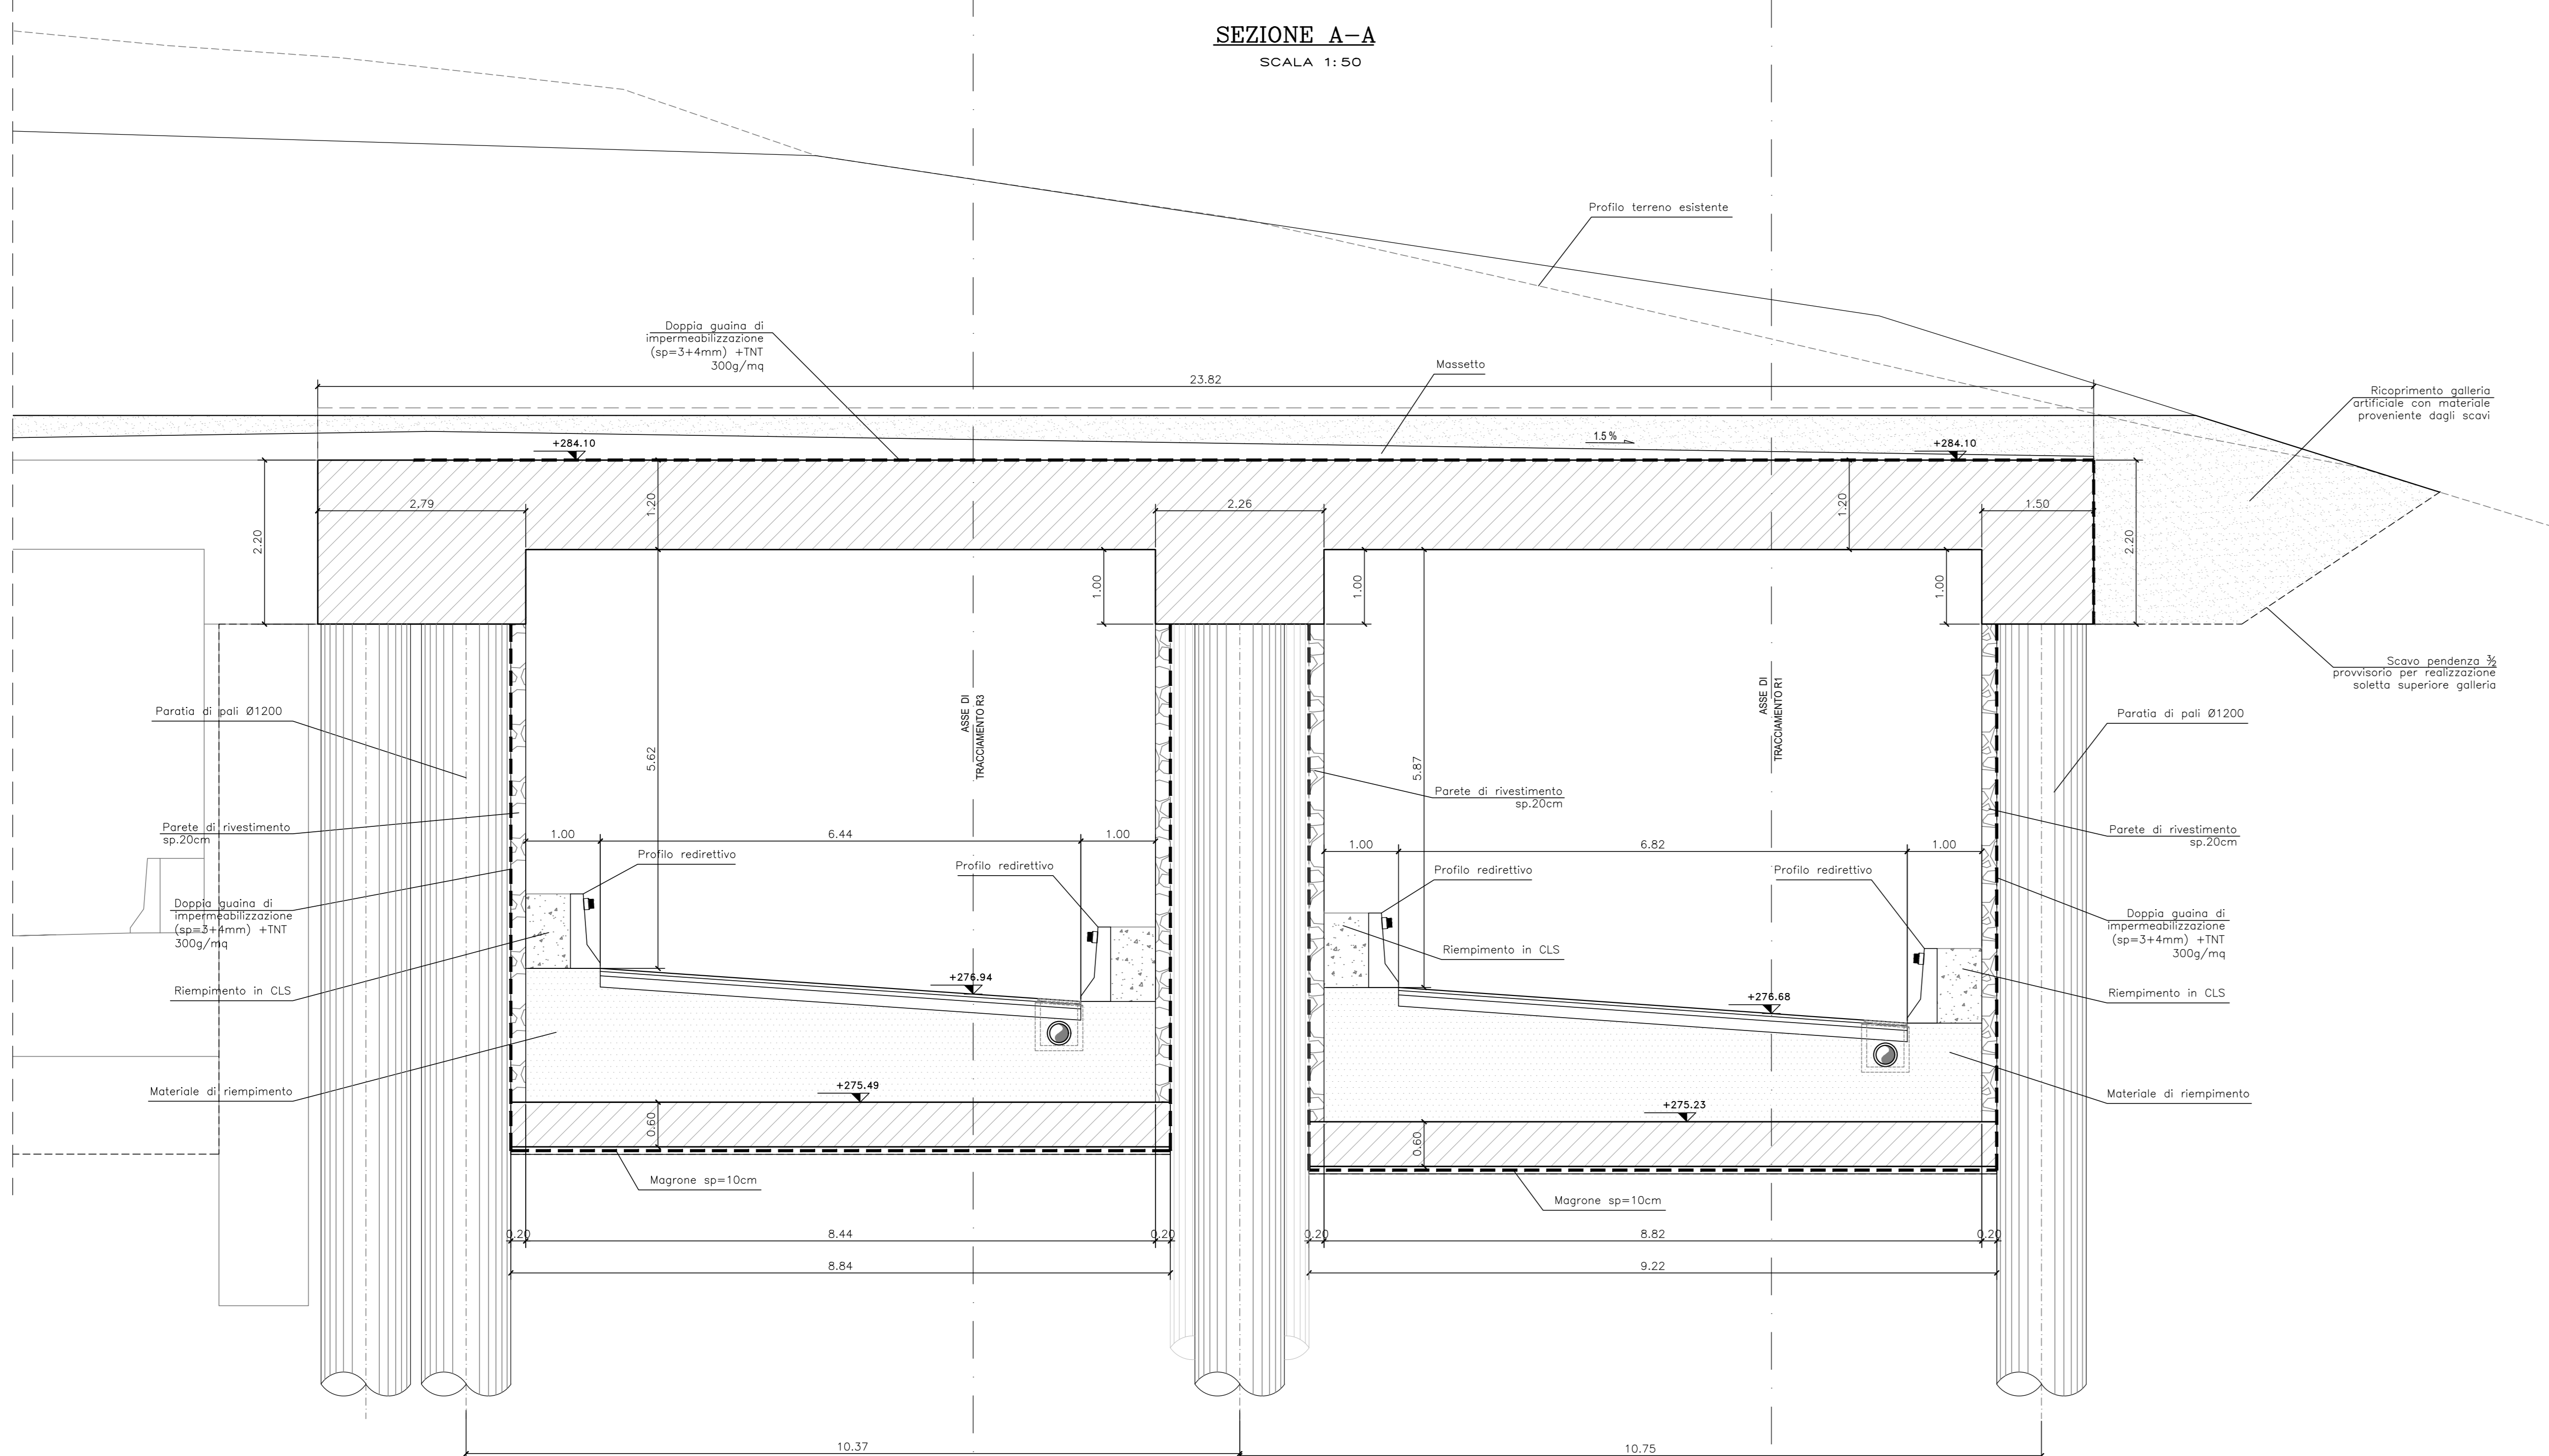 SEZIONE A-A
SCALA 1:50
Profilo terreno esistente
Doppia guaina di
impermeabilizzazione
(sp=3+4mm) +TNT
300g/mq
Massetto
23.82
Ricoprimento galleria
artificiale con materiale
proveniente dagli scavi
+284.10
1.5 %
+284.10
2.79
1.20
2.26
1.20
1.50
2.20
2.20
1.00
1.00
1.00
Scavo pendenza 3/2
provvisorio per realizzazione
soletta superiore galleria
ASSE DI
TRACCIAMENTO R3
ASSE DI
TRACCIAMENTO R1
Paratia di pali Ø1200
Paratia di pali Ø1200
5.62
5.87
Parete di rivestimento
sp.20cm
Parete di rivestimento
sp.20cm
Parete di rivestimento
sp.20cm
1.00
6.44
1.00
1.00
6.82
1.00
Profilo redirettivo
Profilo redirettivo
Profilo redirettivo
Profilo redirettivo
Doppia guaina di
impermeabilizzazione
(sp=3+4mm) +TNT
300g/mq
Doppia guaina di
impermeabilizzazione
(sp=3+4mm) +TNT
300g/mq
Riempimento in CLS
Riempimento in CLS
Riempimento in CLS
+276.94
+276.68
Materiale di riempimento
Materiale di riempimento
+275.49
+275.23
0.60
0.60
Magrone sp=10cm
Magrone sp=10cm
0.20
8.44
0.20
0.20
8.82
0.20
8.84
9.22
10.37
10.75